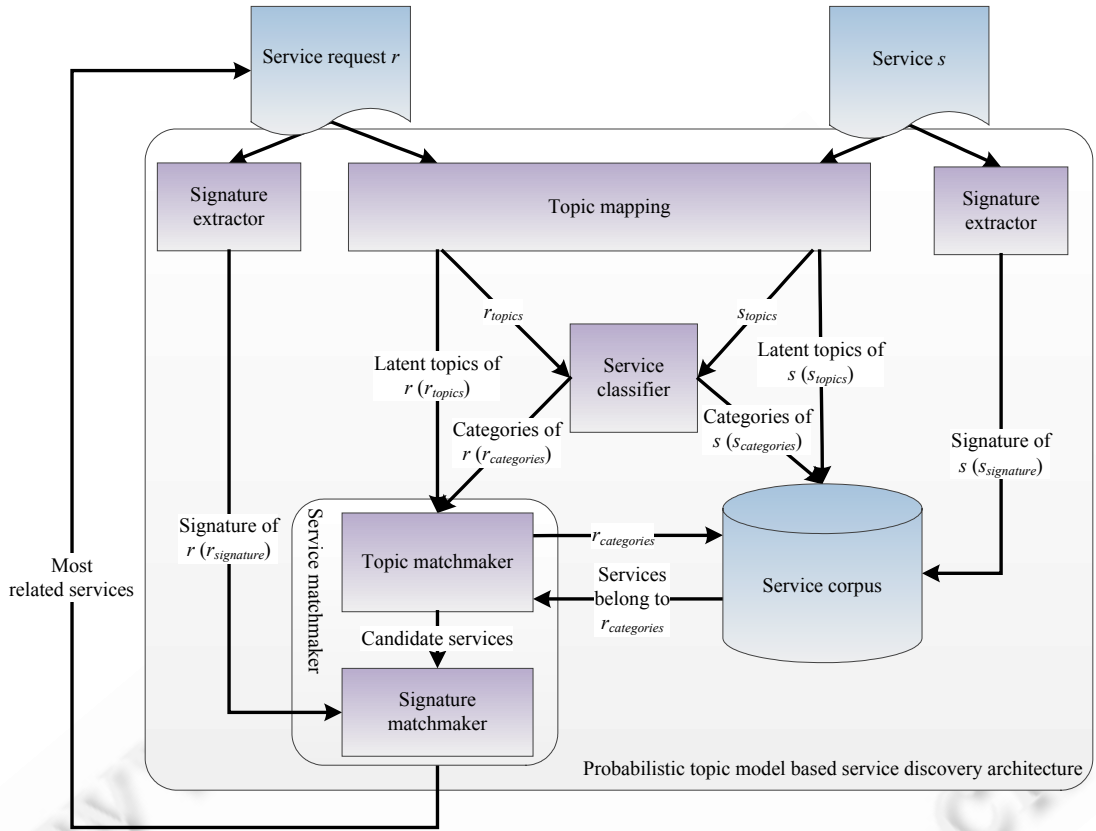 Service request r
Service s
Signature
extractor
Topic mapping
Signature
extractor
r_topics
s_topics
Latent topics of
r (r_topics)
Service
classifier
Latent topics of
s (s_topics)
Categories of
r (r_categories)
Categories of
s (s_categories)
Signature of
s (s_signature)
Signature of
r (r_signature)
Service matchmaker
Topic matchmaker
r_categories
Services
belong to
r_categories
Service corpus
Most
related services
Candidate services
Signature
matchmaker
Probabilistic topic model based service discovery architecture